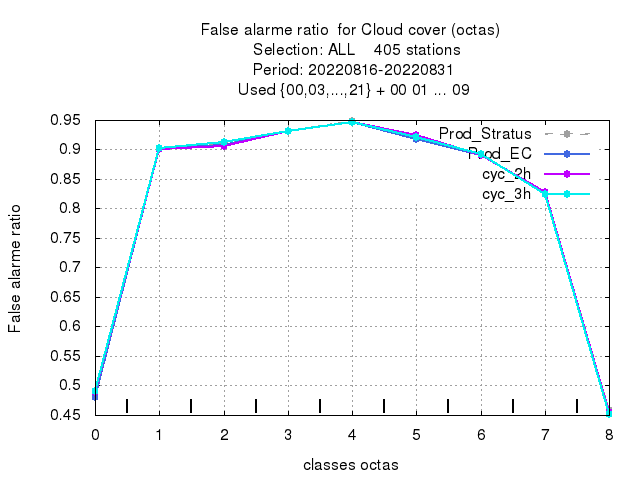 False alarme ratio  for Cloud cover (octas)
Selection: ALL    405 stations
Period: 20220816-20220831
Used {00,03,...,21} + 00 01 ... 09
False alarme ratio
0.95
0.9
0.85
0.8
0.75
0.7
0.65
0.6
0.55
0.5
0.45
Prod_Stratus
Prod_EC
cyc_2h
cyc_3h
0 1 2 3 4 5 6 7 8
classes octas